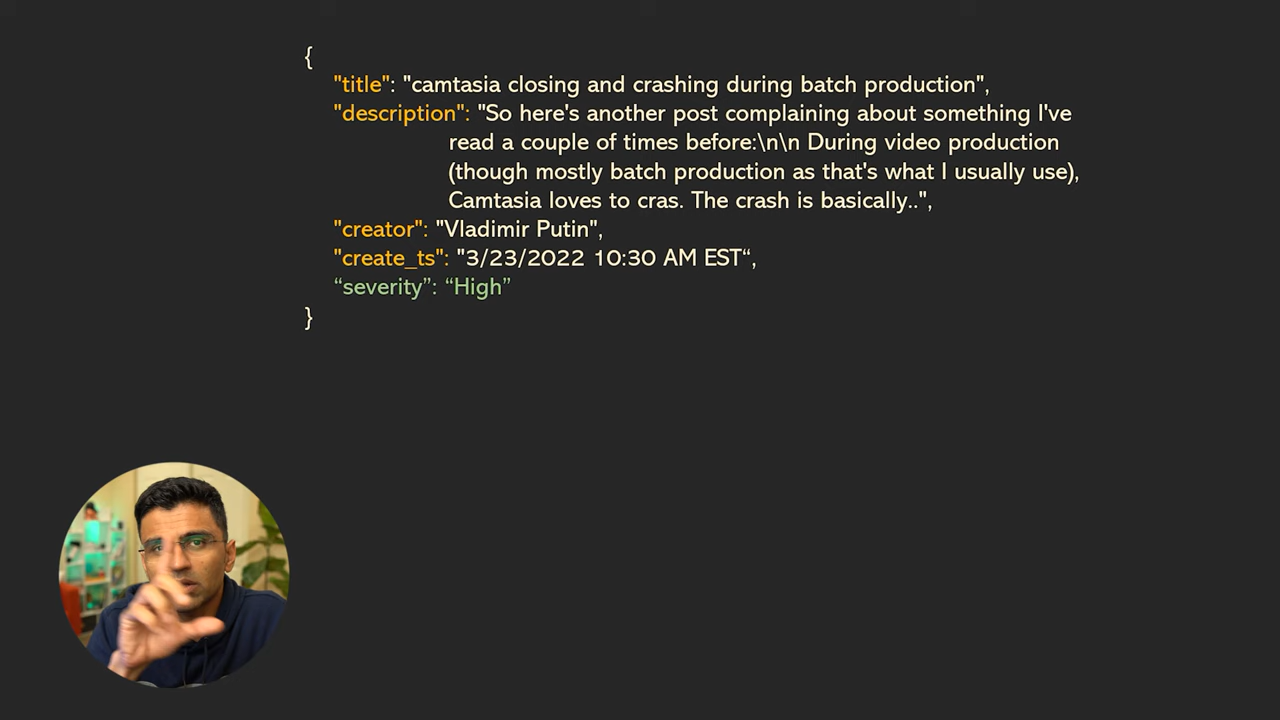 {
"title": "camtasia closing and crashing during batch production",
"description": "So here's another post complaining about something I've
read a couple of times before:\n\n During video production
(though mostly batch production as that's what I usually use),
Camtasia loves to cras. The crash is basically..",
"creator": "Vladimir Putin",
"create_ts": "3/23/2022 10:30 AM EST“,
“severity”: “High”
}